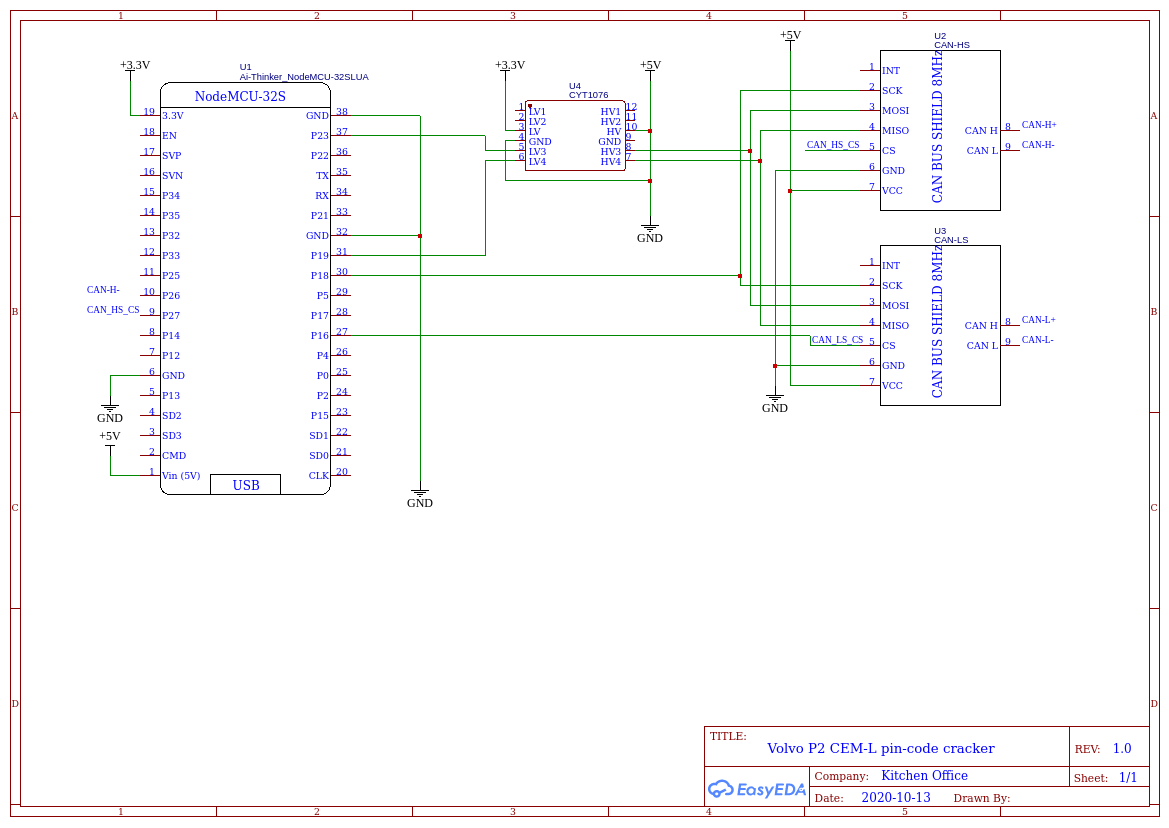 1 2 3 4 5
A B C D
A B C D
1 2 3 4 5
+3.3V
U1
Ai-Thinker_NodeMCU-32SLUA
NodeMCU-32S
19 3.3V GND 38
18 EN P23 37
17 SVP P22 36
16 SVN TX 35
15 P34 RX 34
14 P35 P21 33
13 P32 GND 32
12 P33 P19 31
11 P25 P18 30
CAN-H-
10 P26 P5 29
CAN_HS_CS
9 P27 P17 28
8 P14 P16 27
7 P12 P4 26
6 GND P0 25
5 P13 P2 24
4 SD2 P15 23
3 SD3 SD1 22
2 CMD SD0 21
1 Vin (5V) CLK 20
USB
GND
+5V
GND
+3.3V
+5V
U4
CYT1076
1 LV1 HV1 12
2 LV2 HV2 11
3 LV HV 10
4 GND GND 9
5 LV3 HV3 8
6 LV4 HV4 7
GND
+5V
U2
CAN-HS
CAN BUS SHIELD 8MHz
1 INT
2 SCK
3 MOSI
4 MISO CAN H 8 CAN-H+
CAN_HS_CS 5 CS CAN L 9 CAN-H-
6 GND
7 VCC
U3
CAN-LS
CAN BUS SHIELD 8MHz
1 INT
2 SCK
3 MOSI
4 MISO CAN H 8 CAN-L+
CAN_LS_CS 5 CS CAN L 9 CAN-L-
6 GND
7 VCC
GND
TITLE:
Volvo P2 CEM-L pin-code cracker
REV: 1.0
EasyEDA
Company: Kitchen Office
Sheet: 1/1
Date: 2020-10-13 Drawn By: